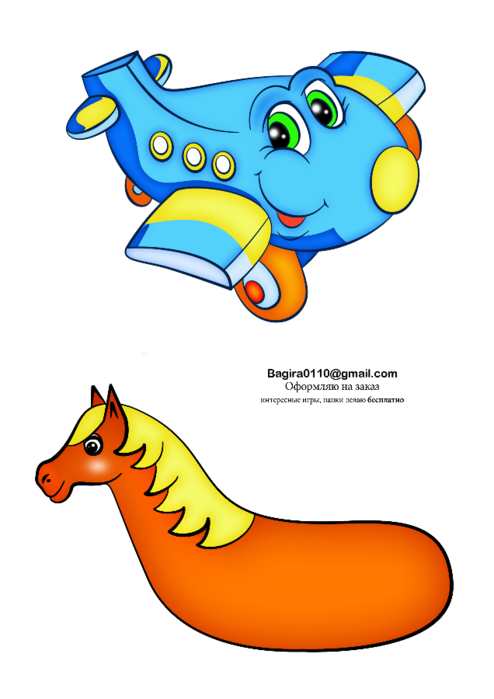 Bagira0110@gmail.com
Оформляю на заказ
интересные игры, папки делаю бесплатно